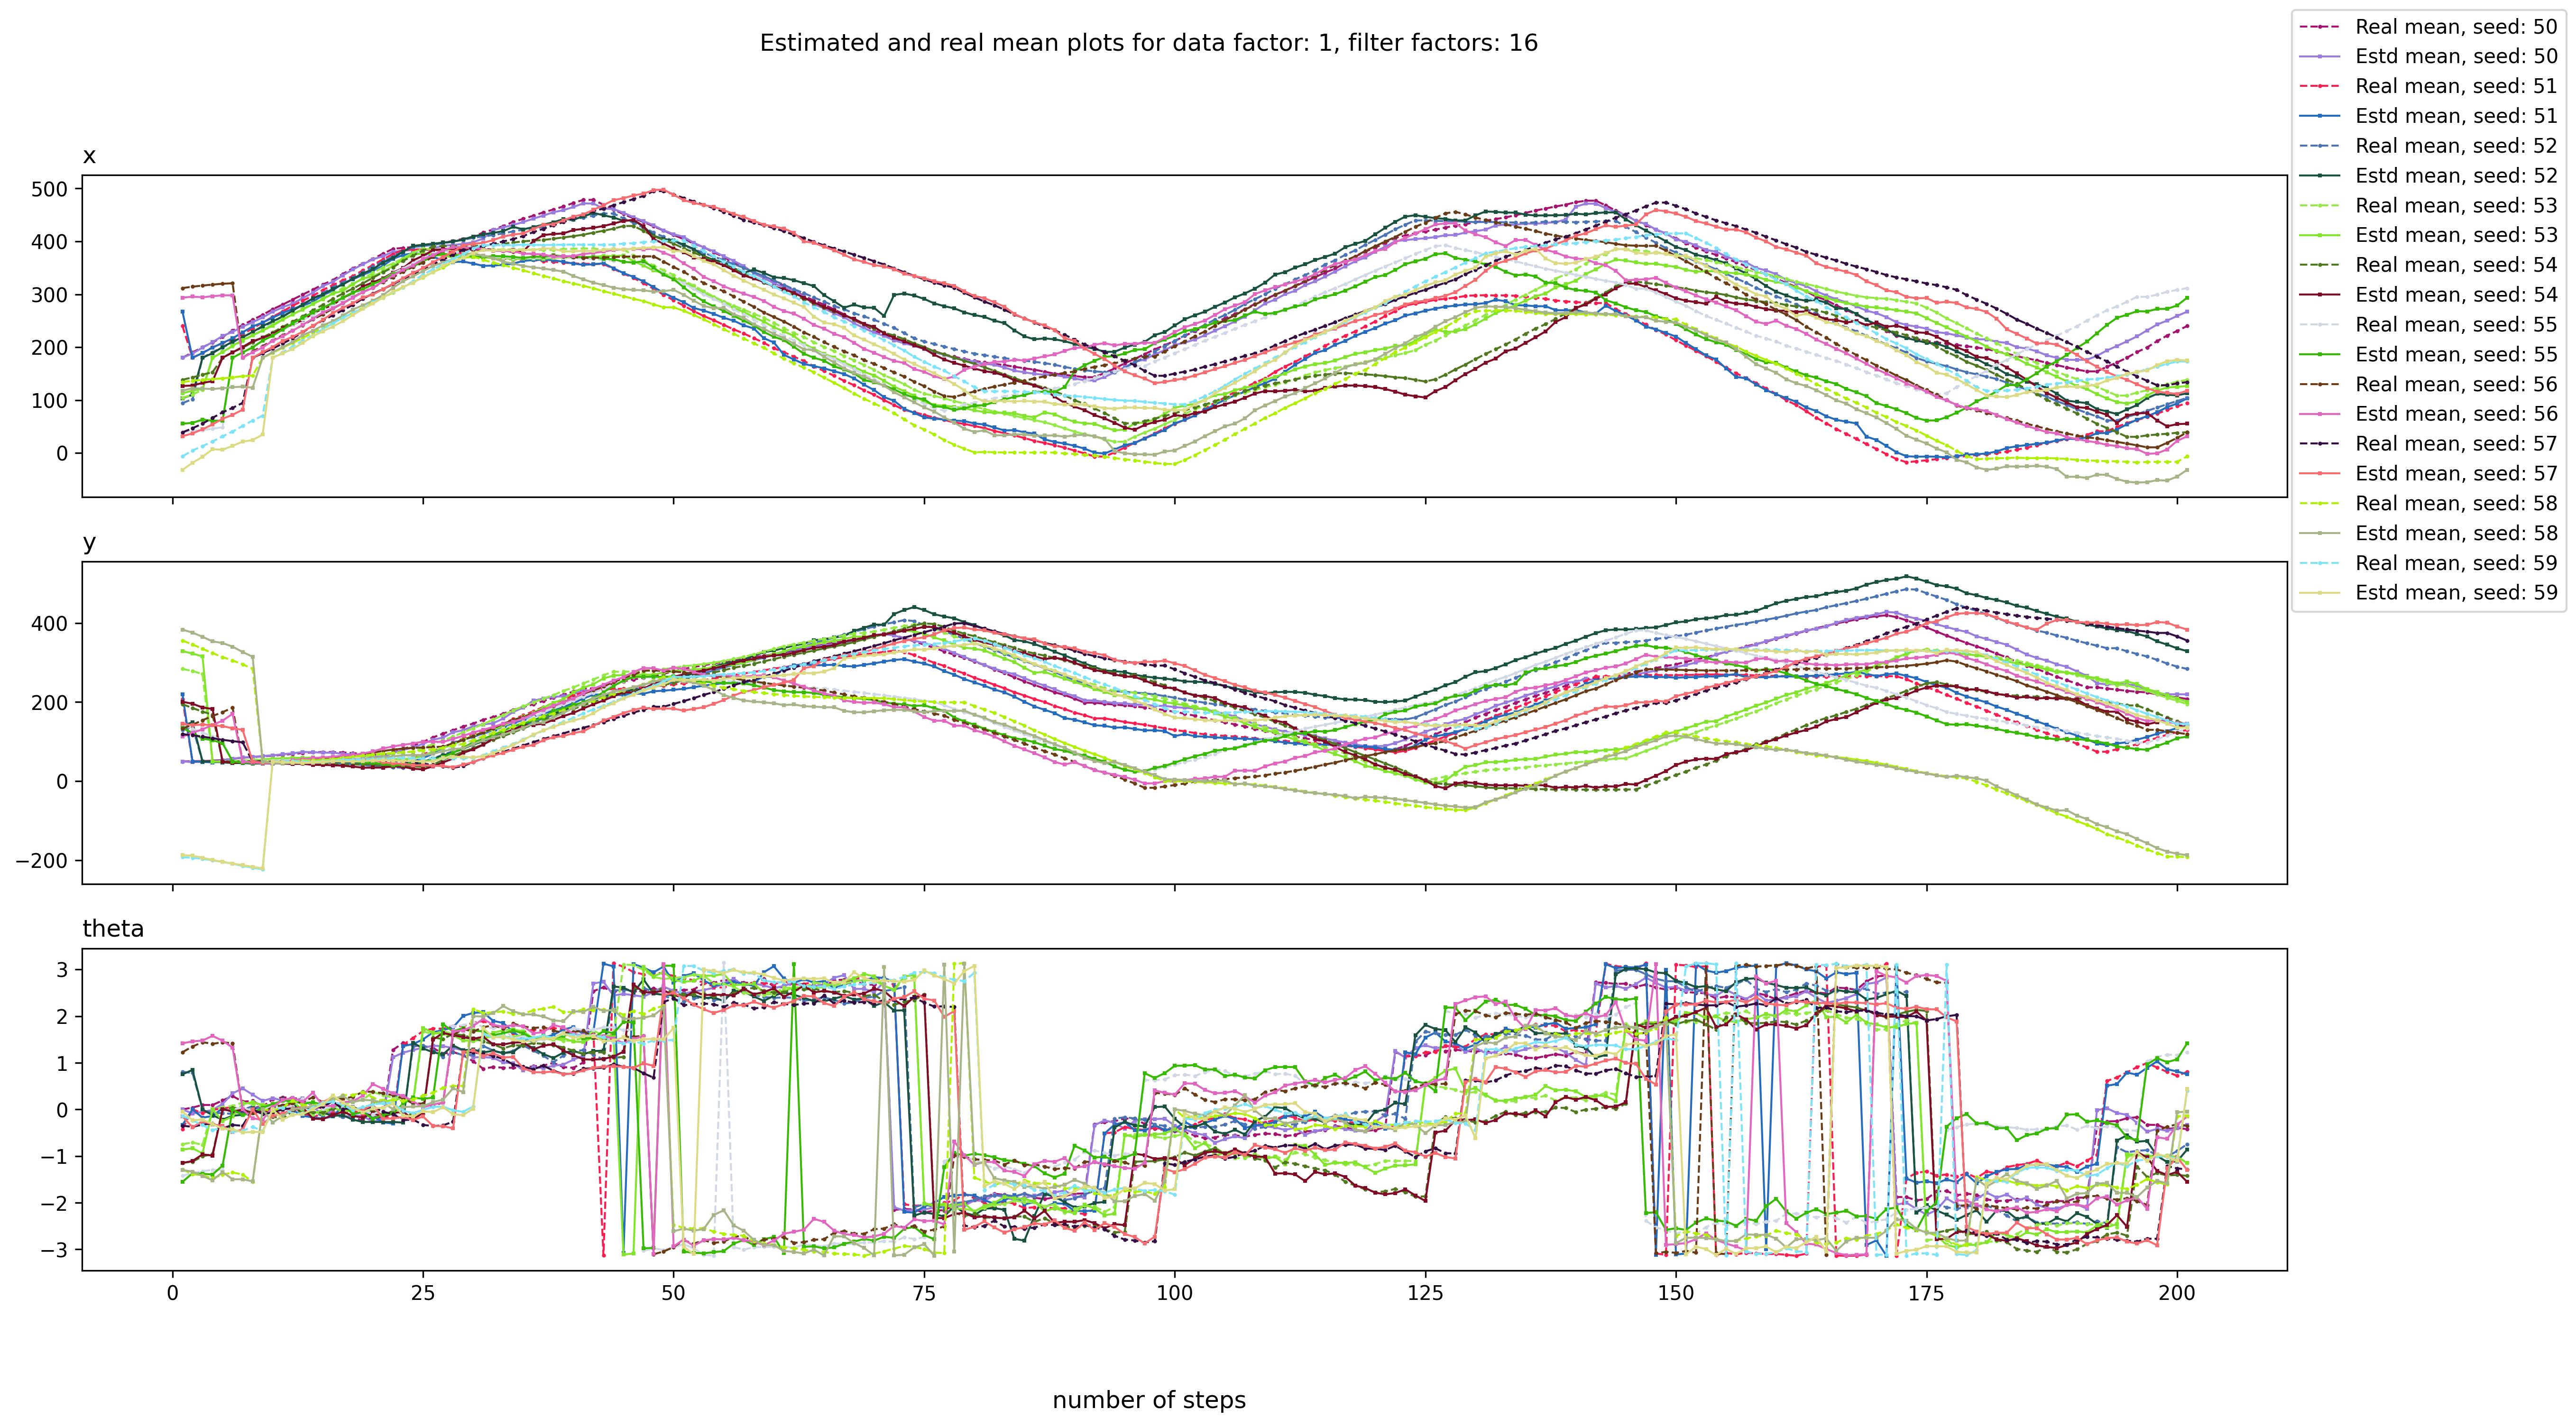 Estimated and real mean plots for data factor: 1, filter factors: 16
Real mean, seed: 50
Estd mean, seed: 50
Real mean, seed: 51
Estd mean, seed: 51
Real mean, seed: 52
Estd mean, seed: 52
Real mean, seed: 53
Estd mean, seed: 53
Real mean, seed: 54
Estd mean, seed: 54
Real mean, seed: 55
Estd mean, seed: 55
Real mean, seed: 56
Estd mean, seed: 56
Real mean, seed: 57
Estd mean, seed: 57
Real mean, seed: 58
Estd mean, seed: 58
Real mean, seed: 59
Estd mean, seed: 59
x
500
400
300
200
100
0
y
400
200
0
−200
theta
3
2
1
0
−1
−2
−3
0 25 50 75 100 125 150 175 200
number of steps